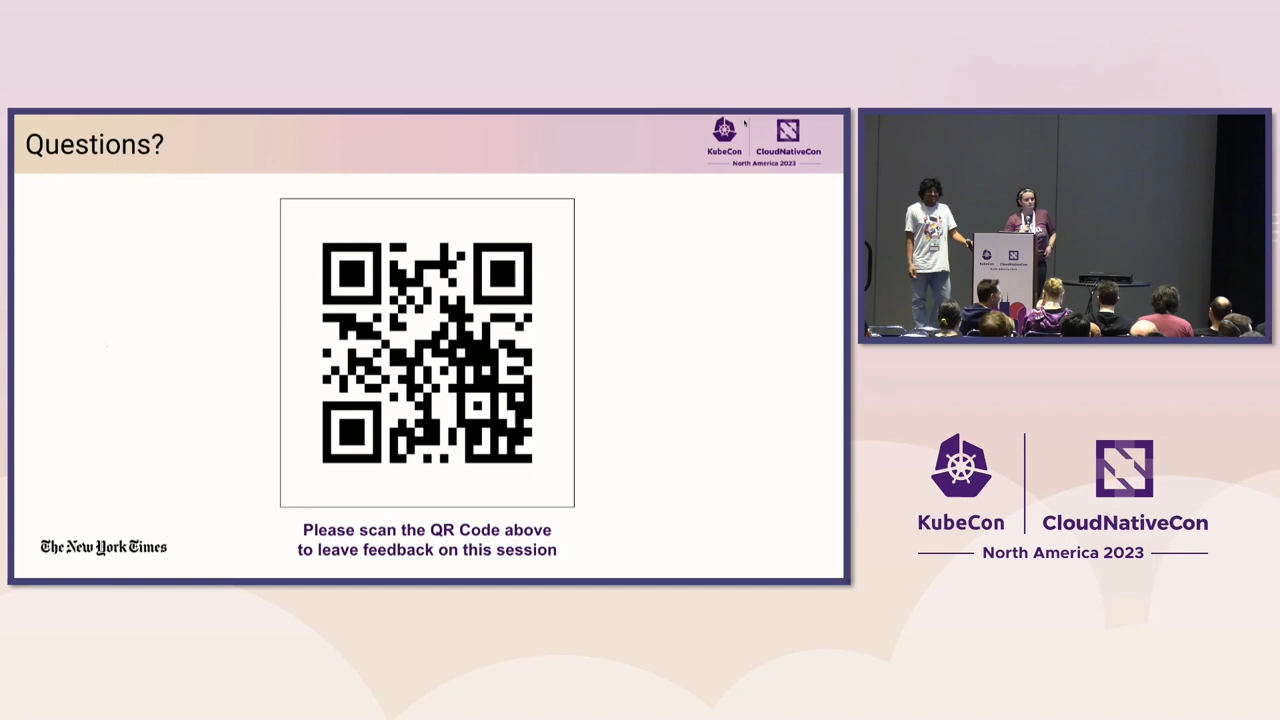 Questions?
KubeCon
CloudNativeCon
North America 2023
The New York Times
Please scan the QR Code above
to leave feedback on this session
KubeCon
CloudNativeCon
North America 2023